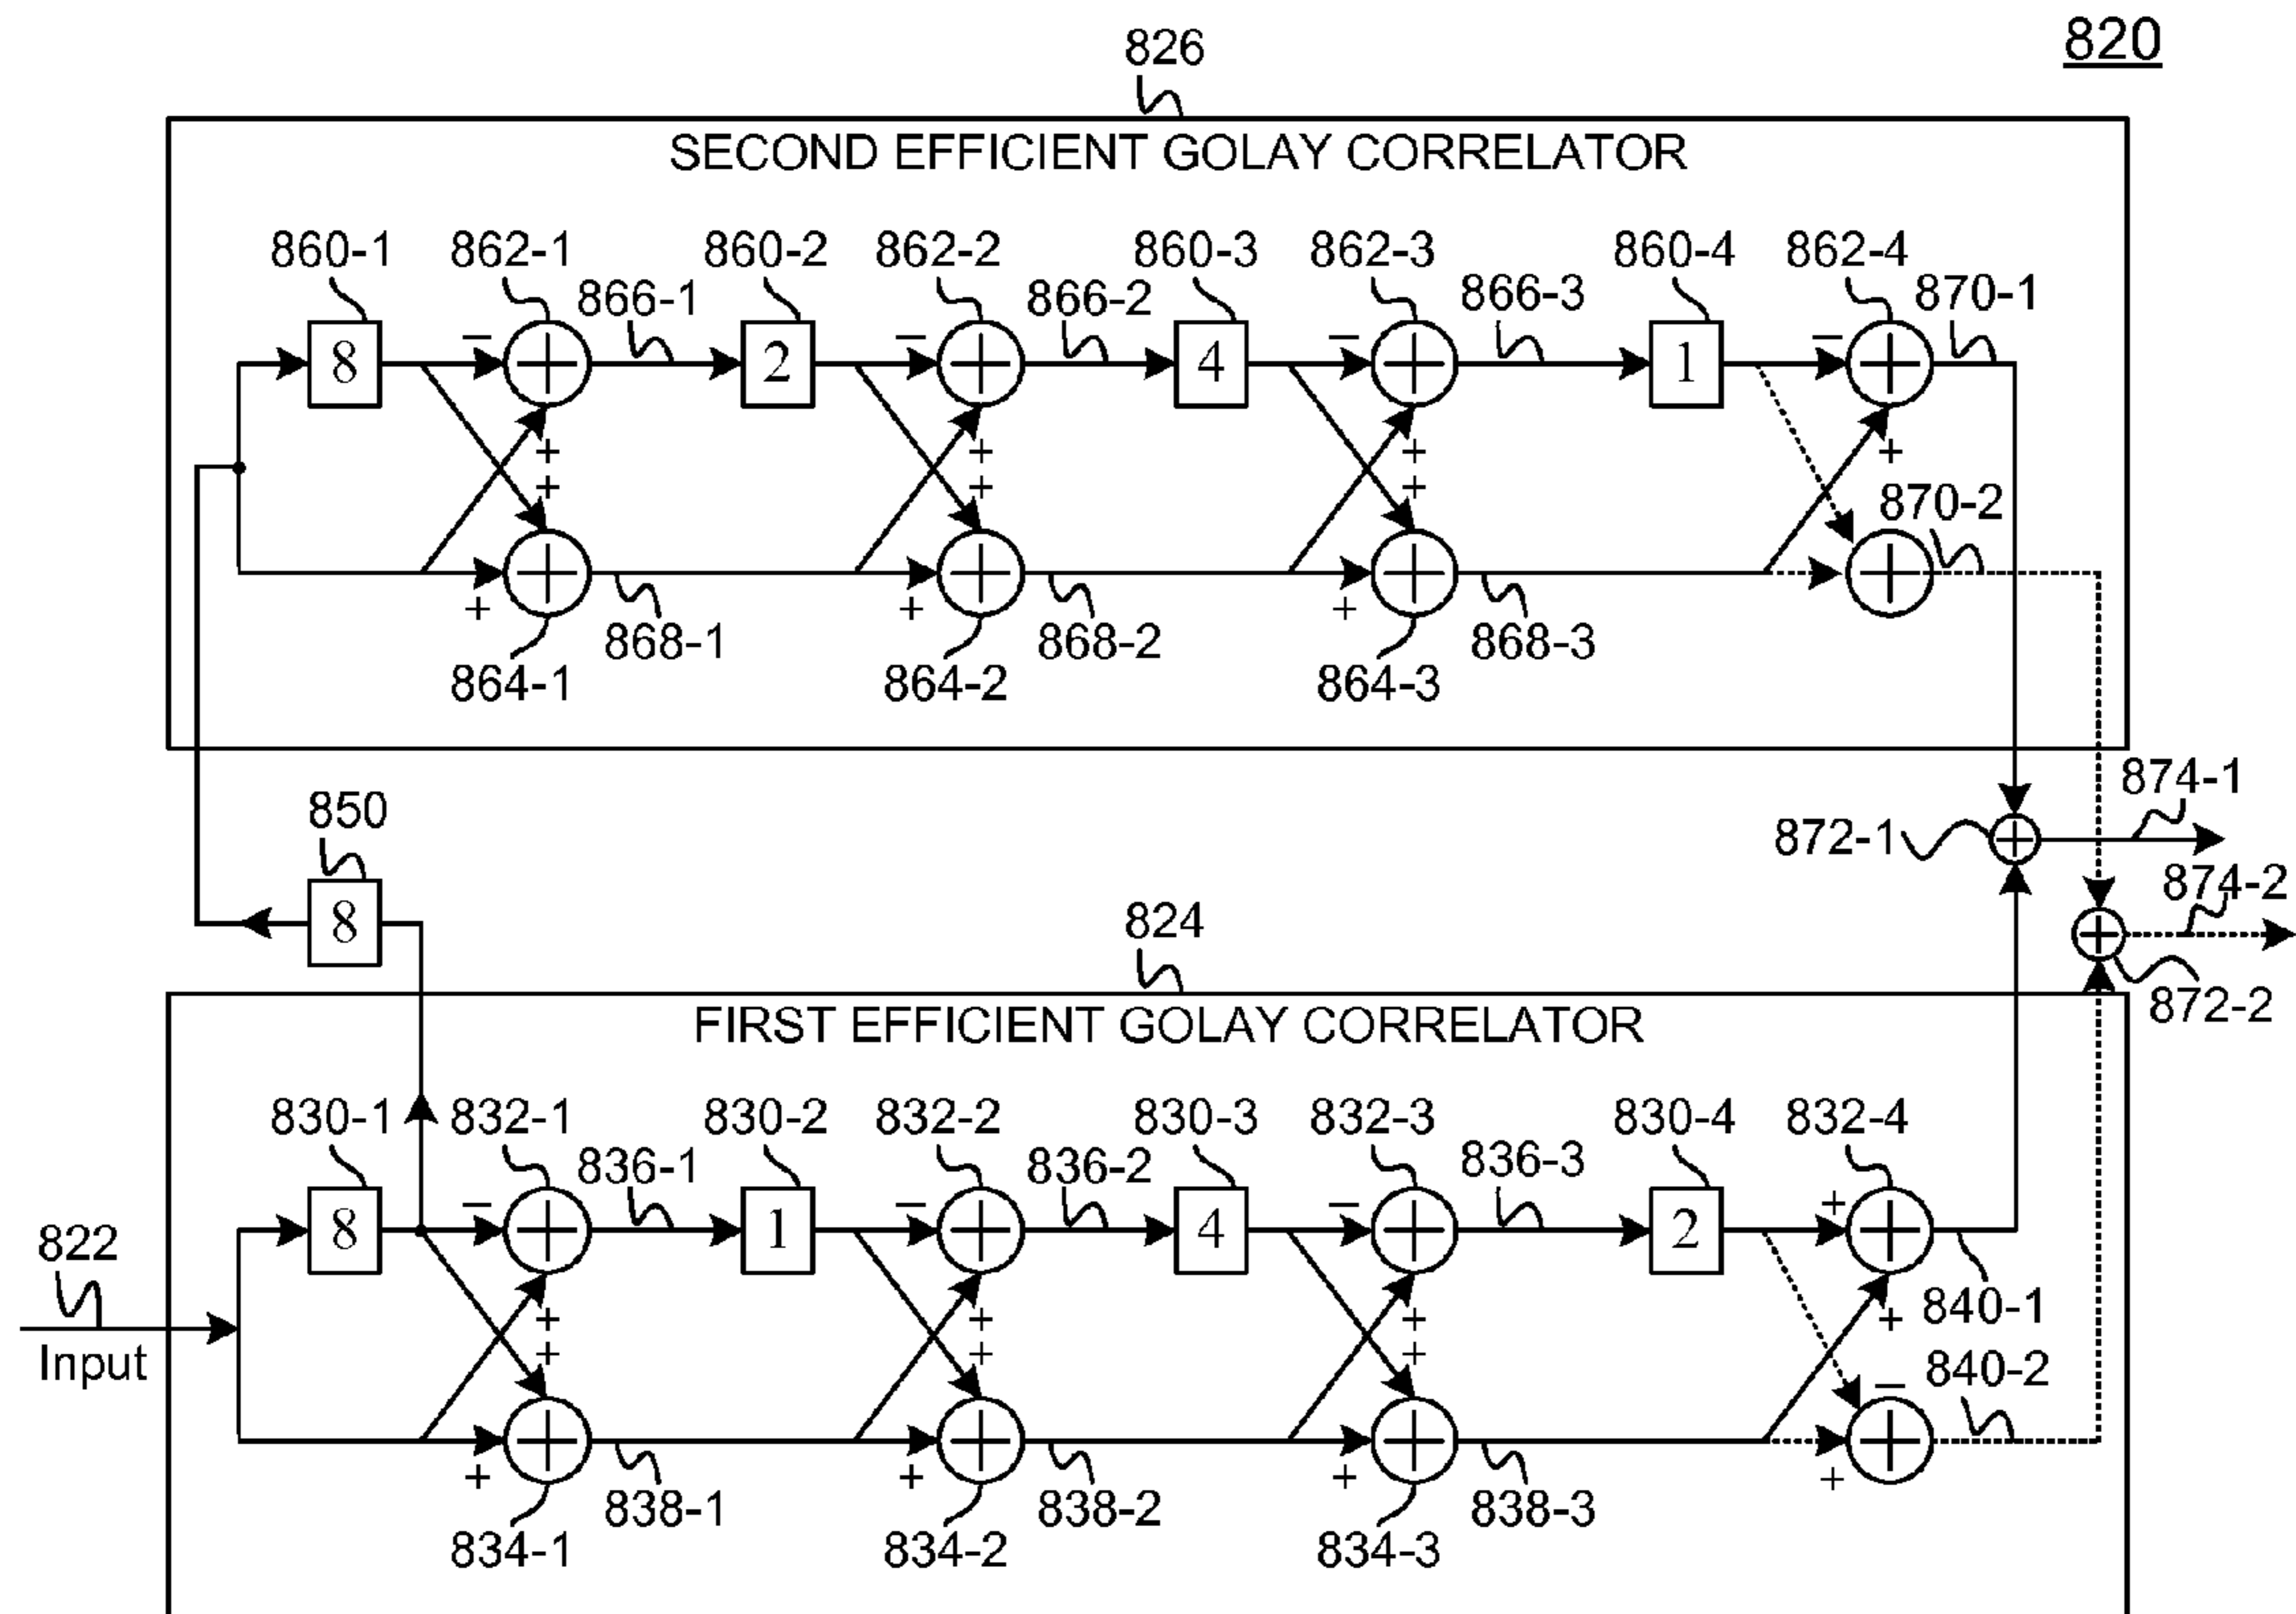 820
826
SECOND EFFICIENT GOLAY CORRELATOR
860-1 862-1 860-2 862-2 860-3 862-3 860-4 862-4
866-1 866-2 866-3 870-1
− − − −
8 2 4 1
+ + + +
+ + +
870-2
+ + +
868-1 868-2 868-3
864-1 864-2 864-3
850
874-1
872-1
8
874-2
824
872-2
FIRST EFFICIENT GOLAY CORRELATOR
830-1 832-1 830-2 832-2 830-3 832-3 830-4 832-4
836-1 836-2 836-3
− − − +
8 1 4 2
822
840-1
+ + + +
Input
+ + +
840-2
−
+ + + +
838-1 838-2 838-3
834-1 834-2 834-3